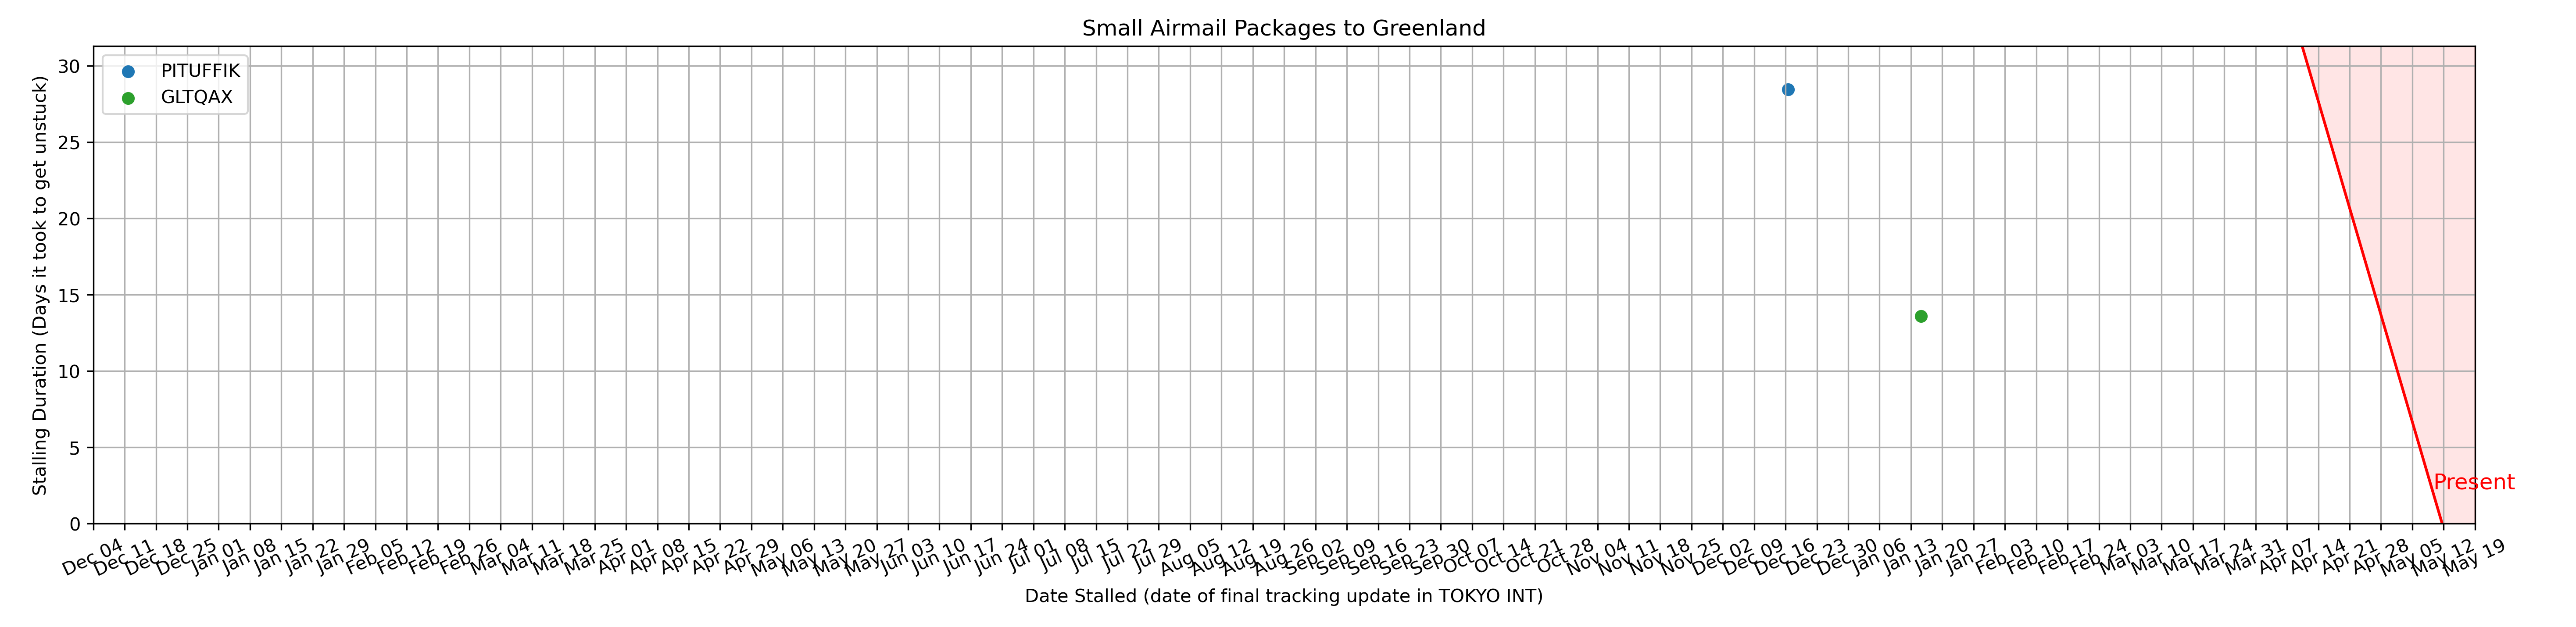 Small Airmail Packages to Greenland
PITUFFIK
GLTQAX
30
25
20
15
10
5
0
Stalling Duration (Days it took to get unstuck)
Present
Dec 04
Dec 11
Dec 18
Dec 25
Jan 01
Jan 08
Jan 15
Jan 22
Jan 29
Feb 05
Feb 12
Feb 19
Feb 26
Mar 04
Mar 11
Mar 18
Mar 25
Apr 01
Apr 08
Apr 15
Apr 22
Apr 29
May 06
May 13
May 20
May 27
Jun 03
Jun 10
Jun 17
Jun 24
Jul 01
Jul 08
Jul 15
Jul 22
Jul 29
Aug 05
Aug 12
Aug 19
Aug 26
Sep 02
Sep 09
Sep 16
Sep 23
Sep 30
Oct 07
Oct 14
Oct 21
Oct 28
Nov 04
Nov 11
Nov 18
Nov 25
Dec 02
Dec 09
Dec 16
Dec 23
Dec 30
Jan 06
Jan 13
Jan 20
Jan 27
Feb 03
Feb 10
Feb 17
Feb 24
Mar 03
Mar 10
Mar 17
Mar 24
Mar 31
Apr 07
Apr 14
Apr 21
Apr 28
May 05
May 12
May 19
Date Stalled (date of final tracking update in TOKYO INT)